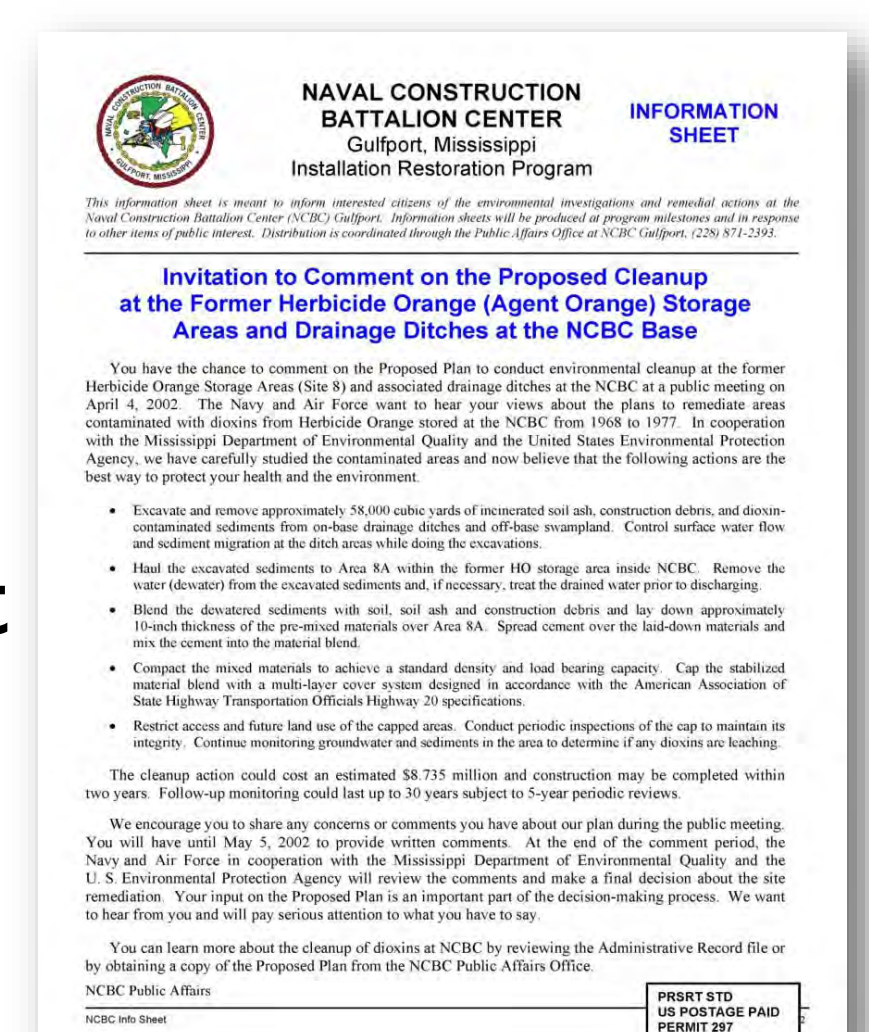 NAVAL CONSTRUCTION BATTALION CENTER
GULFPORT, MISSISSIPPI
NAVAL CONSTRUCTION
BATTALION CENTER
Gulfport, Mississippi
Installation Restoration Program
INFORMATION
SHEET
This information sheet is meant to inform interested citizens of the environmental investigations and remedial actions at the
Naval Construction Battalion Center (NCBC) Gulfport. Information sheets will be produced at program milestones and in response
to other items of public interest. Distribution is coordinated through the Public Affairs Office at NCBC Gulfport, (228) 871-2393.
Invitation to Comment on the Proposed Cleanup
at the Former Herbicide Orange (Agent Orange) Storage
Areas and Drainage Ditches at the NCBC Base
You have the chance to comment on the Proposed Plan to conduct environmental cleanup at the former
Herbicide Orange Storage Areas (Site 8) and associated drainage ditches at the NCBC at a public meeting on
April 4, 2002. The Navy and Air Force want to hear your views about the plans to remediate areas
contaminated with dioxins from Herbicide Orange stored at the NCBC from 1968 to 1977. In cooperation
with the Mississippi Department of Environmental Quality and the United States Environmental Protection
Agency, we have carefully studied the contaminated areas and now believe that the following actions are the
best way to protect your health and the environment.
• Excavate and remove approximately 58,000 cubic yards of incinerated soil ash, construction debris, and dioxin-
contaminated sediments from on-base drainage ditches and off-base swampland. Control surface water flow
and sediment migration at the ditch areas while doing the excavations.
• Haul the excavated sediments to Area 8A within the former HO storage area inside NCBC. Remove the
water (dewater) from the excavated sediments and, if necessary, treat the drained water prior to discharging.
• Blend the dewatered sediments with soil, soil ash and construction debris and lay down approximately
10-inch thickness of the pre-mixed materials over Area 8A. Spread cement over the laid-down materials and
mix the cement into the material blend.
• Compact the mixed materials to achieve a standard density and load bearing capacity. Cap the stabilized
material blend with a multi-layer cover system designed in accordance with the American Association of
State Highway Transportation Officials Highway 20 specifications.
• Restrict access and future land use of the capped areas. Conduct periodic inspections of the cap to maintain its
integrity. Continue monitoring groundwater and sediments in the area to determine if any dioxins are leaching.
The cleanup action could cost an estimated $8.735 million and construction may be completed within
two years. Follow-up monitoring could last up to 30 years subject to 5-year periodic reviews.
We encourage you to share any concerns or comments you have about our plan during the public meeting.
You will have until May 5, 2002 to provide written comments. At the end of the comment period, the
Navy and Air Force in cooperation with the Mississippi Department of Environmental Quality and the
U. S. Environmental Protection Agency will review the comments and make a final decision about the site
remediation. Your input on the Proposed Plan is an important part of the decision-making process. We want
to hear from you and will pay serious attention to what you have to say.
You can learn more about the cleanup of dioxins at NCBC by reviewing the Administrative Record file or
by obtaining a copy of the Proposed Plan from the NCBC Public Affairs Office.
NCBC Public Affairs
NCBC Info Sheet
PRSRT STD
US POSTAGE PAID
PERMIT 297
2
t